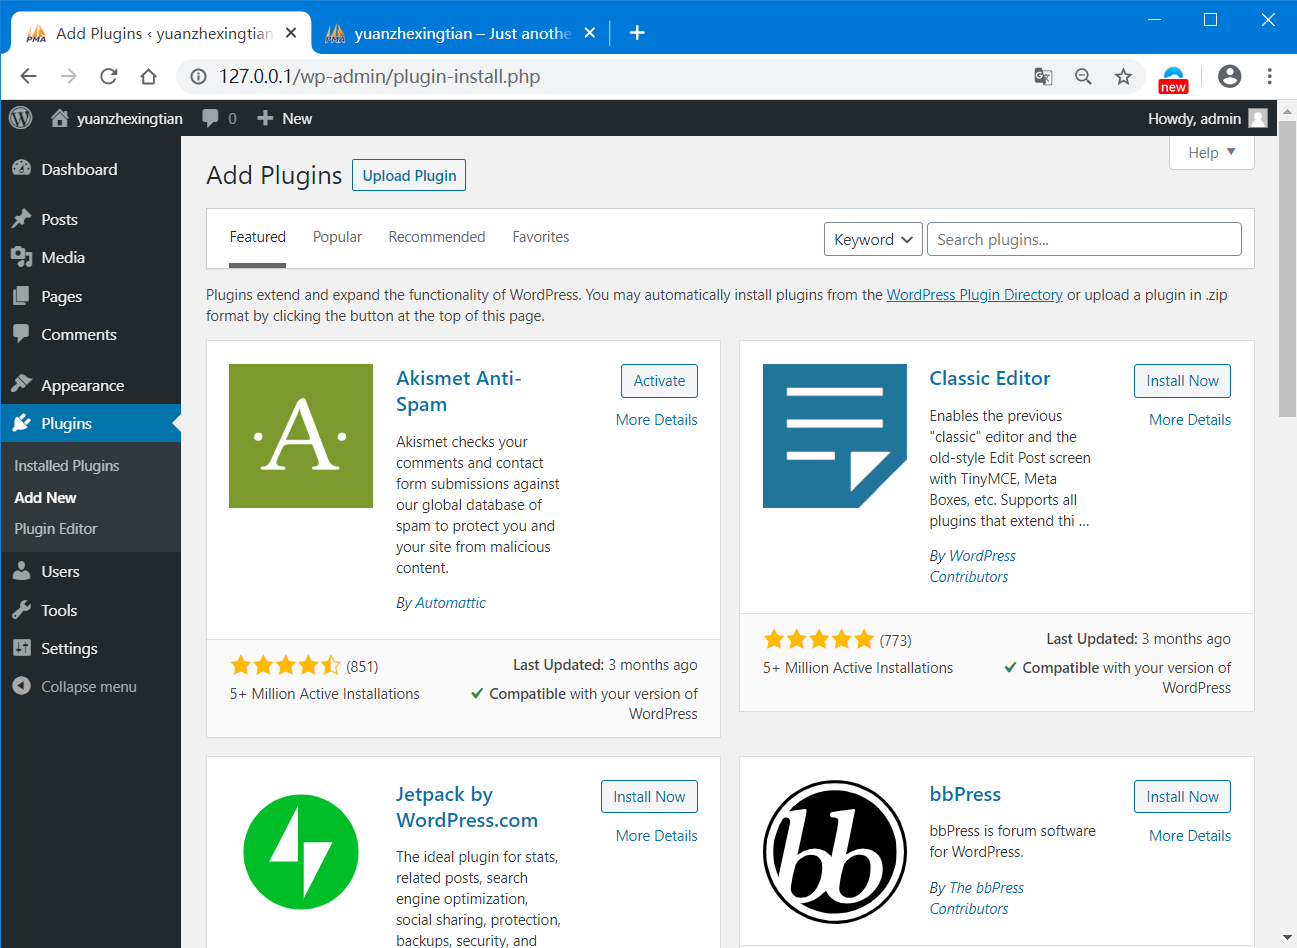 Add Plugins ‹ yuanzhexingtian
yuanzhexingtian – Just anothe
127.0.0.1/wp-admin/plugin-install.php
new
yuanzhexingtian
0
New
Howdy, admin
Dashboard
Posts
Media
Pages
Comments
Appearance
Plugins
Installed Plugins
Add New
Plugin Editor
Users
Tools
Settings
Collapse menu
Help
Add Plugins
Upload Plugin
Featured
Popular
Recommended
Favorites
Keyword
Search plugins...
Plugins extend and expand the functionality of WordPress. You may automatically install plugins from the WordPress Plugin Directory or upload a plugin in .zip
format by clicking the button at the top of this page.
A
Akismet Anti-
Spam
Activate
More Details
Akismet checks your
comments and contact
form submissions against
our global database of
spam to protect you and
your site from malicious
content.
By Automattic
(851)
5+ Million Active Installations
Last Updated: 3 months ago
Compatible with your version of
WordPress
Classic Editor
Install Now
More Details
Enables the previous
"classic" editor and the
old-style Edit Post screen
with TinyMCE, Meta
Boxes, etc. Supports all
plugins that extend thi ...
By WordPress
Contributors
(773)
5+ Million Active Installations
Last Updated: 3 months ago
Compatible with your version of
WordPress
Jetpack by
WordPress.com
Install Now
More Details
The ideal plugin for stats,
related posts, search
engine optimization,
social sharing, protection,
backups, security, and
bb
bbPress
Install Now
More Details
bbPress is forum software
for WordPress.
By The bbPress
Contributors